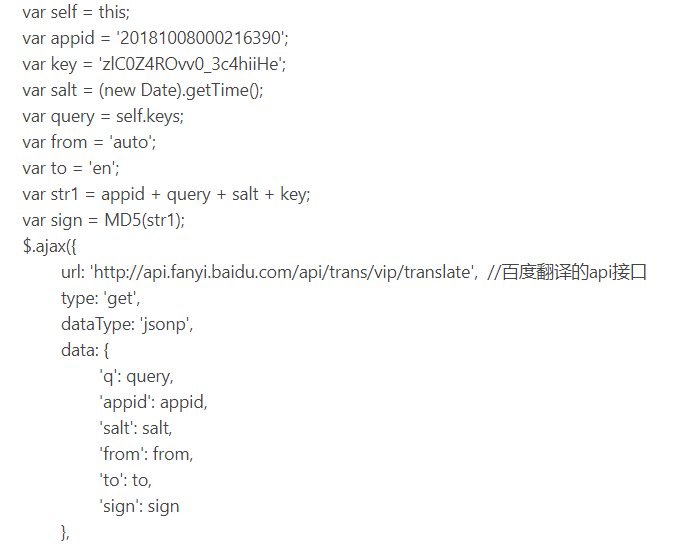 var self = this;
var appid = '20181008000216390';
var key = 'zlC0Z4ROvv0_3c4hiiHe';
var salt = (new Date).getTime();
var query = self.keys;
var from = 'auto';
var to = 'en';
var str1 = appid + query + salt + key;
var sign = MD5(str1);
$.ajax({
url: 'http://api.fanyi.baidu.com/api/trans/vip/translate', //百度翻译的api接口
type: 'get',
dataType: 'jsonp',
data: {
'q': query,
'appid': appid,
'salt': salt,
'from': from,
'to': to,
'sign': sign
},